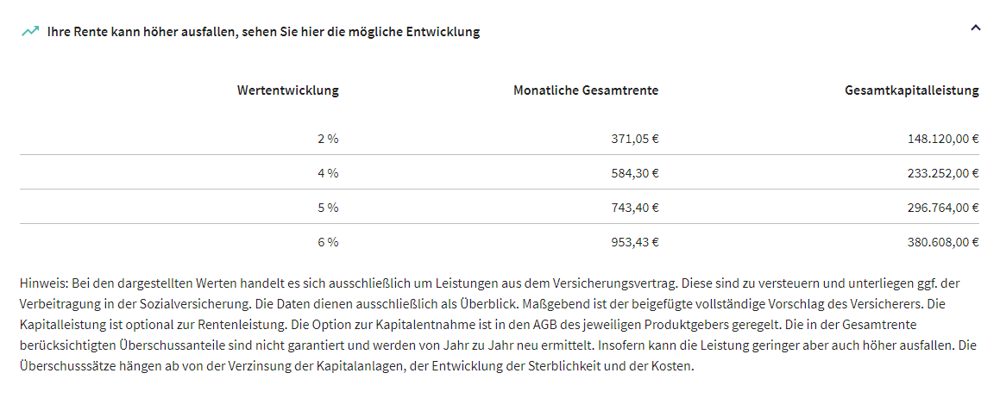 Ihre Rente kann höher ausfallen, sehen Sie hier die mögliche Entwicklung
Wertentwicklung Monatliche Gesamtrente Gesamtkapitalleistung
2 % 371,05 € 148.120,00 €
4 % 584,30 € 233.252,00 €
5 % 743,40 € 296.764,00 €
6 % 953,43 € 380.608,00 €
Hinweis: Bei den dargestellten Werten handelt es sich ausschließlich um Leistungen aus dem Versicherungsvertrag. Diese sind zu versteuern und unterliegen ggf. der
Verbeitragung in der Sozialversicherung. Die Daten dienen ausschließlich als Überblick. Maßgebend ist der beigefügte vollständige Vorschlag des Versicherers. Die
Kapitalleistung ist optional zur Rentenleistung. Die Option zur Kapitalentnahme ist in den AGB des jeweiligen Produktgebers geregelt. Die in der Gesamtrente
berücksichtigten Überschussanteile sind nicht garantiert und werden von Jahr zu Jahr neu ermittelt. Insofern kann die Leistung geringer aber auch höher ausfallen. Die
Überschusssätze hängen ab von der Verzinsung der Kapitalanlagen, der Entwicklung der Sterblichkeit und der Kosten.